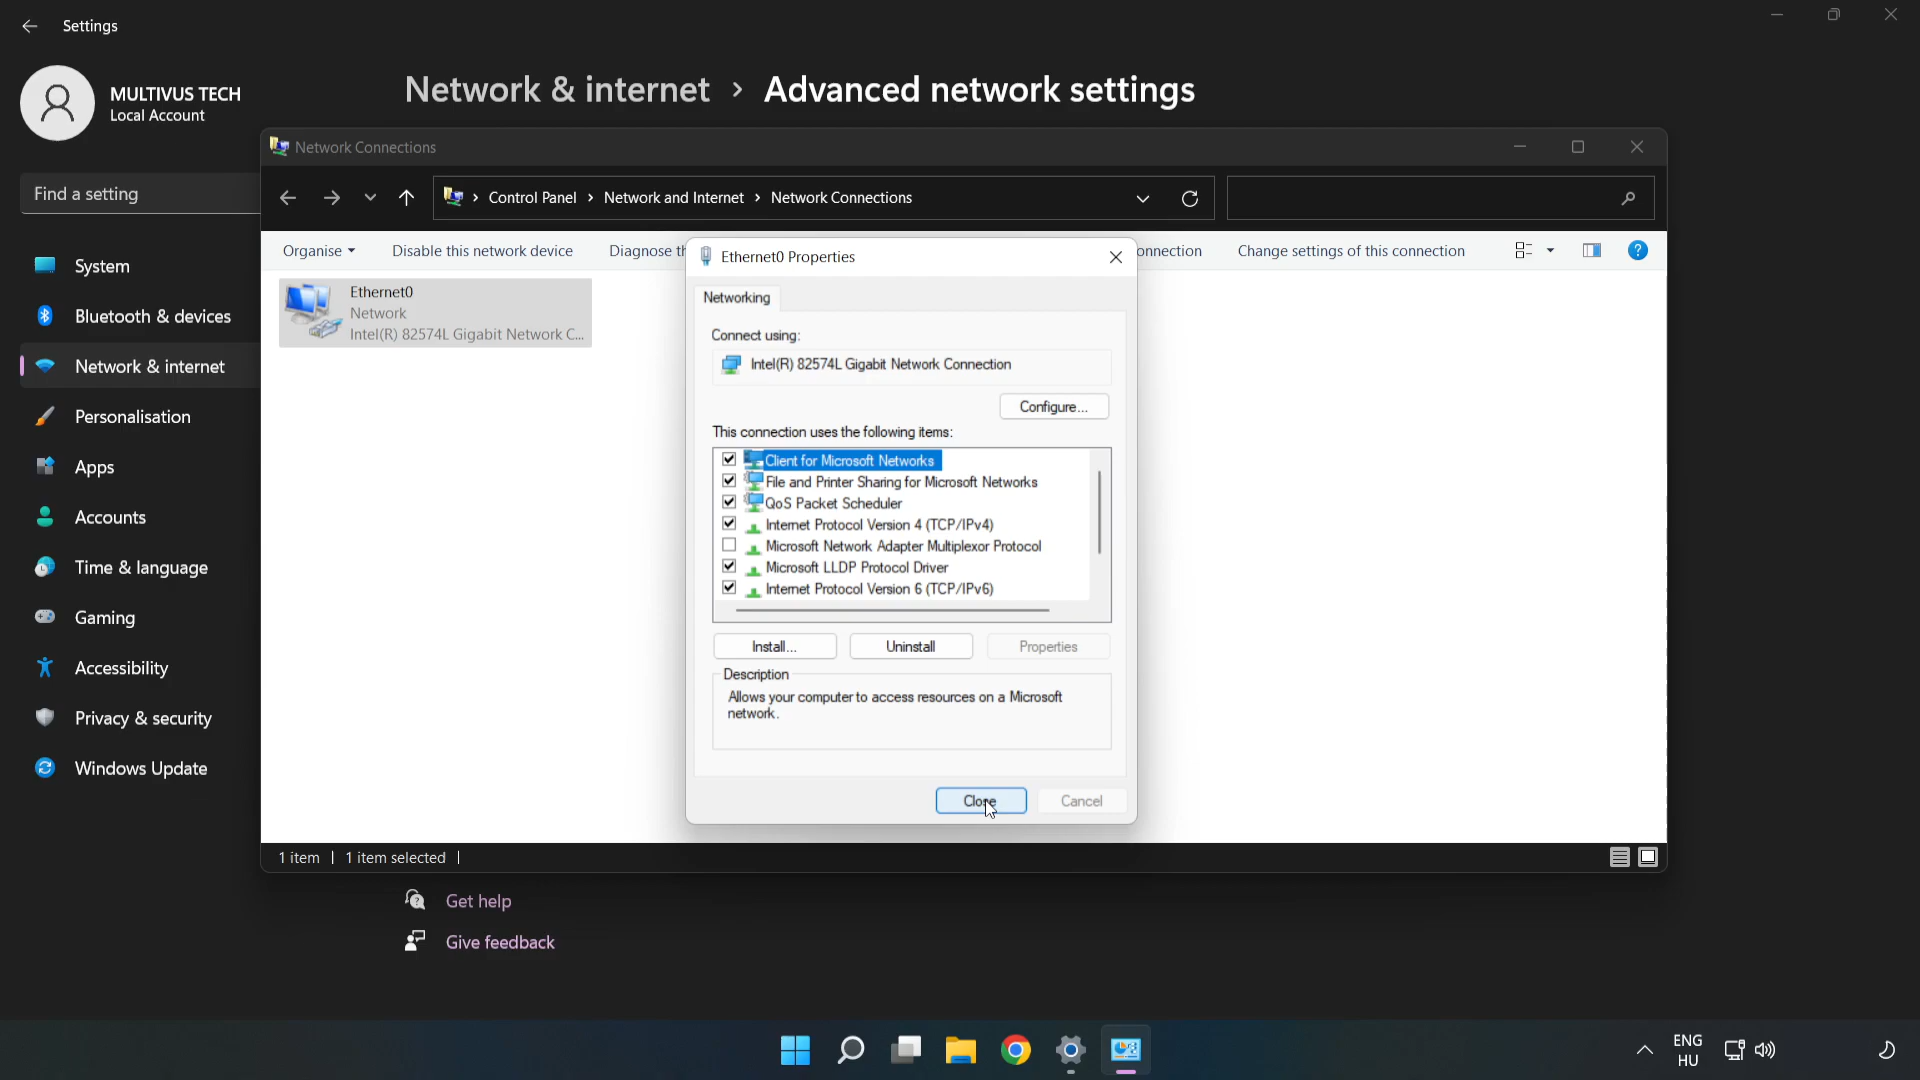 Settings
MULTIVUS TECH
Local Account
Find a setting
System
Bluetooth & devices
Network & internet
Personalisation
Apps
Accounts
Time & language
Gaming
Accessibility
Privacy & security
Windows Update
Network & internet › Advanced network settings
Network Connections
Control Panel › Network and Internet › Network Connections
Organise
Disable this network device
Diagnose
Change settings of this connection
Ethernet0
Network
Intel(R) 82574L Gigabit Network C...
Ethernet0 Properties
Networking
Connect using:
Intel(R) 82574L Gigabit Network Connection
Configure...
This connection uses the following items:
Client for Microsoft Networks
File and Printer Sharing for Microsoft Networks
QoS Packet Scheduler
Internet Protocol Version 4 (TCP/IPv4)
Microsoft Network Adapter Multiplexor Protocol
Microsoft LLDP Protocol Driver
Internet Protocol Version 6 (TCP/IPv6)
Install...
Uninstall
Properties
Description
Allows your computer to access resources on a Microsoft
network.
Close
Cancel
1 item
1 item selected
Get help
Give feedback
ENG
HU